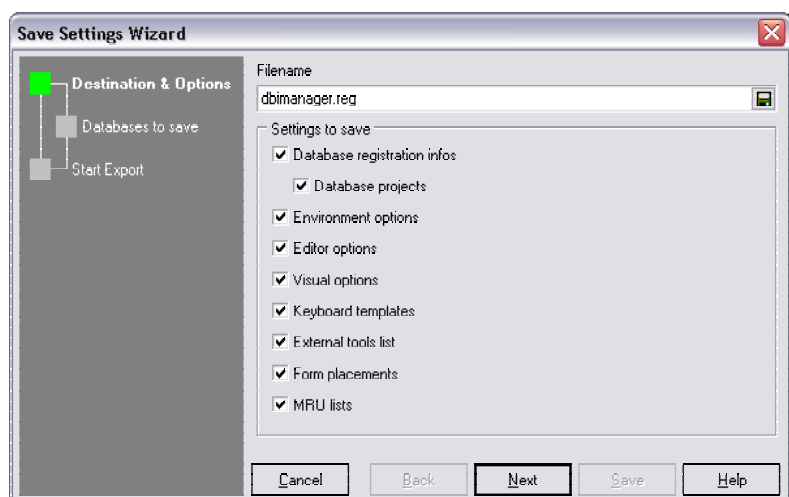 Save Settings Wizard
Destination & Options
Databases to save
Start Export
Filename
dbimanager.reg
Settings to save
Database registration infos
Database projects
Environment options
Editor options
Visual options
Keyboard templates
External tools list
Form placements
MRU lists
Cancel
Back
Next
Save
Help